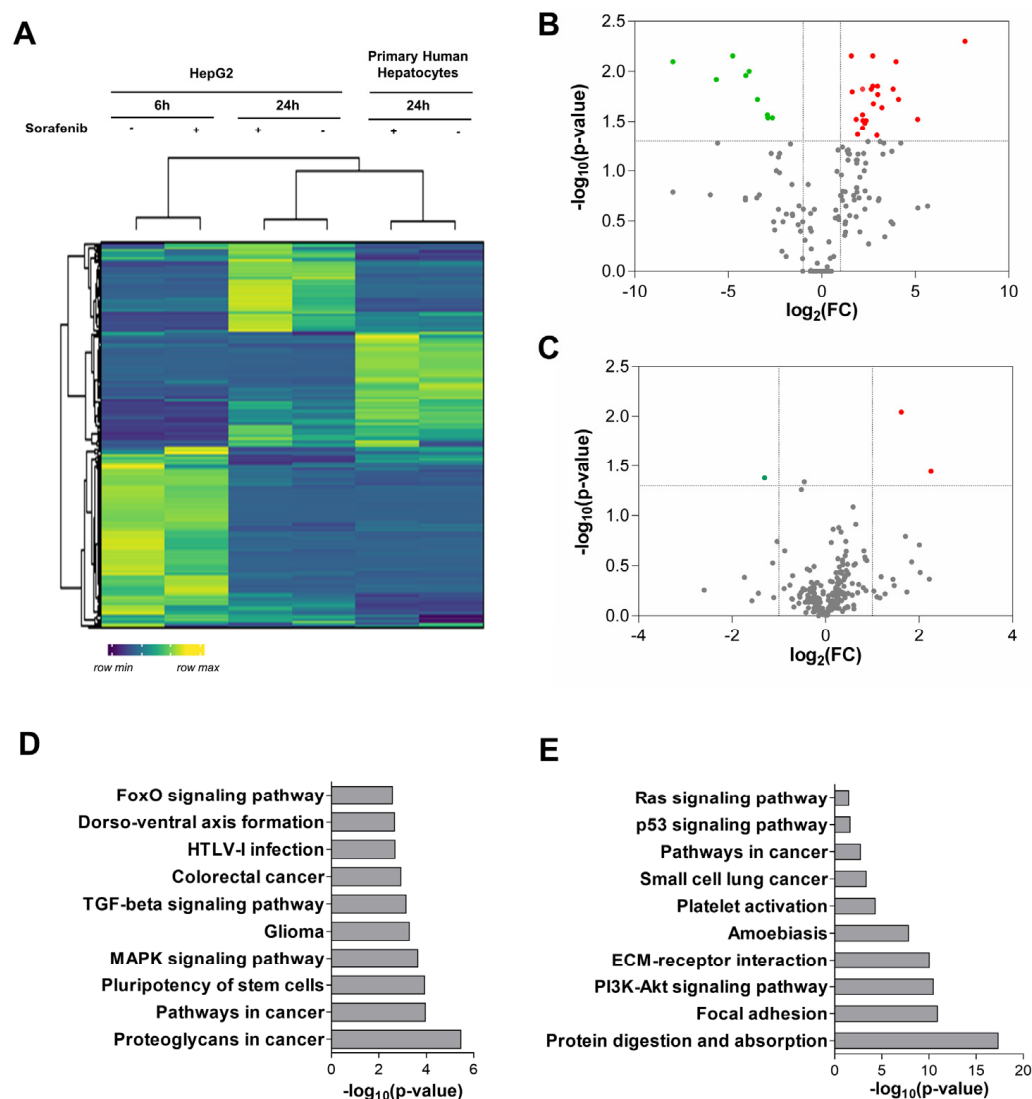 A
HepG2
Primary Human
Hepatocytes
6h
24h
24h
Sorafenib
- + + - + -
row min
row max
B
2.5
2.0
1.5
1.0
0.5
0.0
-10 -5 0 5 10
-log10(p-value)
log2(FC)
C
2.5
2.0
1.5
1.0
0.5
0.0
-4 -2 0 2 4
-log10(p-value)
log2(FC)
D
FoxO signaling pathway
Dorso-ventral axis formation
HTLV-I infection
Colorectal cancer
TGF-beta signaling pathway
Glioma
MAPK signaling pathway
Pluripotency of stem cells
Pathways in cancer
Proteoglycans in cancer
0 2 4 6
-log10(p-value)
E
Ras signaling pathway
p53 signaling pathway
Pathways in cancer
Small cell lung cancer
Platelet activation
Amoebiasis
ECM-receptor interaction
PI3K-Akt signaling pathway
Focal adhesion
Protein digestion and absorption
0 5 10 15 20
-log10(p-value)